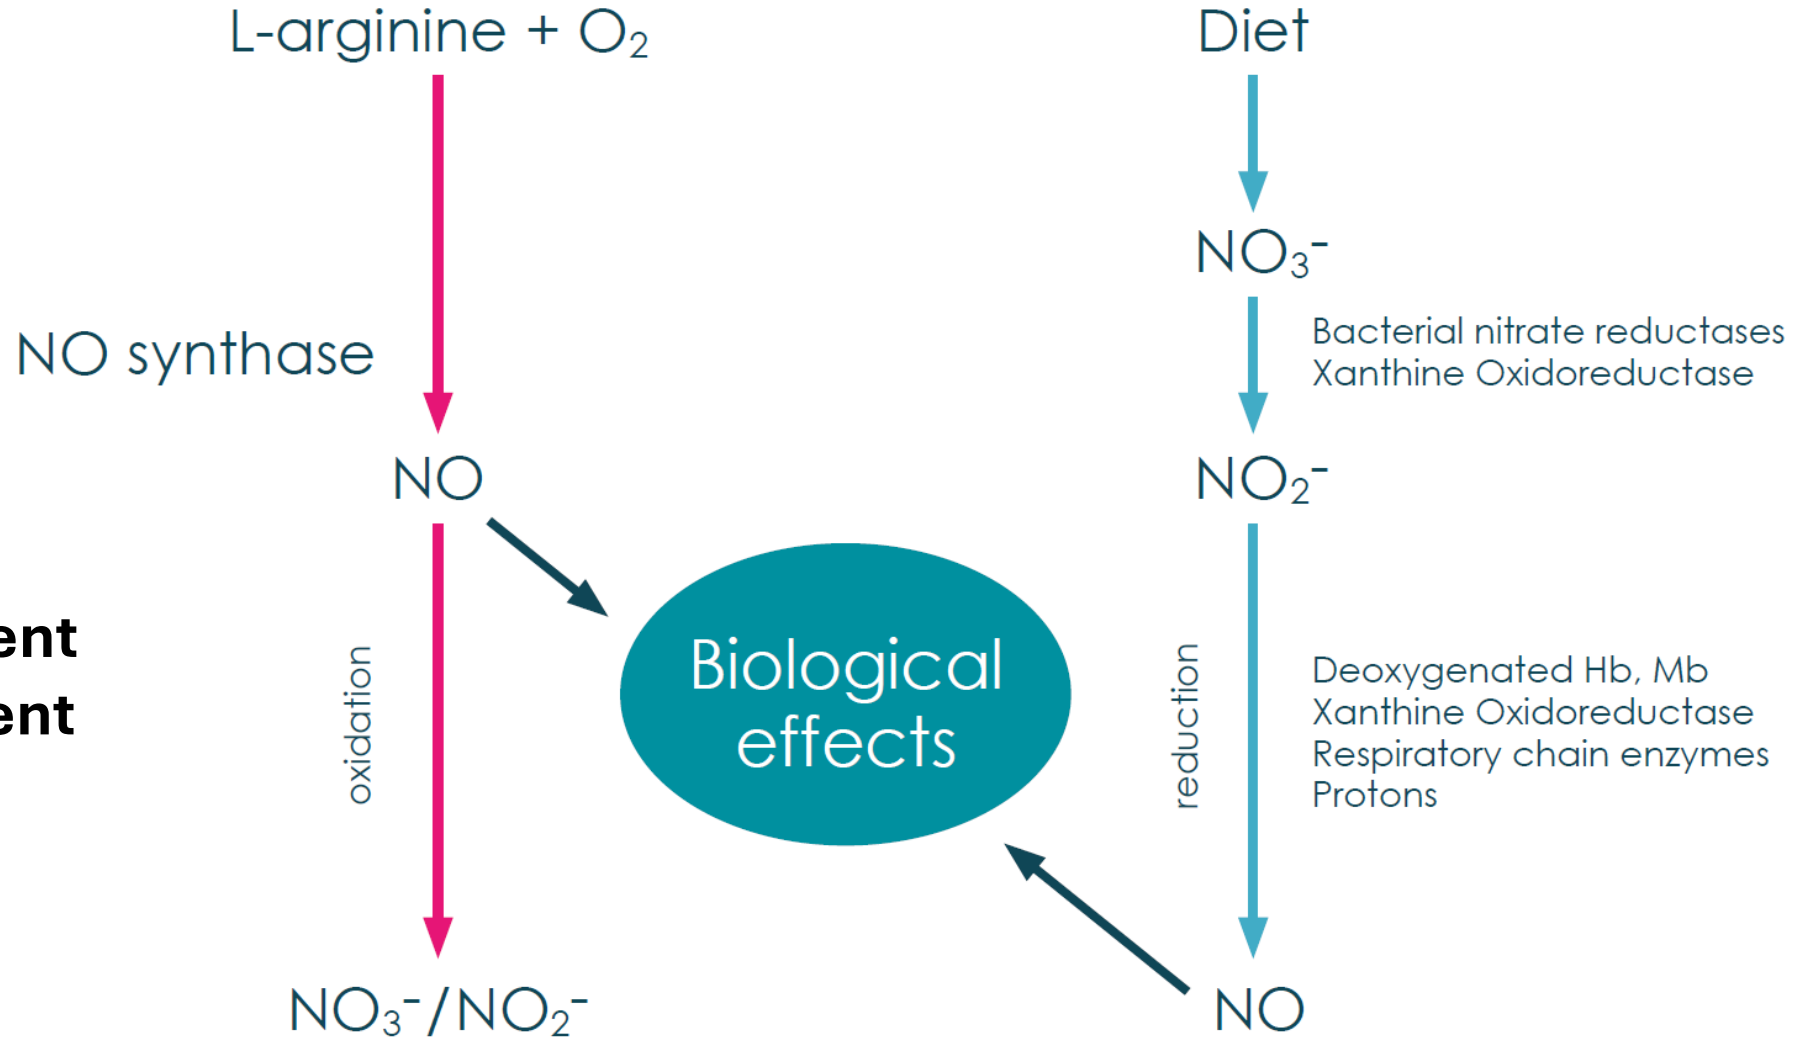 L-arginine + O₂
NO synthase
NO
oxidation
NO₃⁻/NO₂⁻
ent
ent
Biological
effects
Diet
NO₃⁻
Bacterial nitrate reductases
Xanthine Oxidoreductase
NO₂⁻
reduction
Deoxygenated Hb, Mb
Xanthine Oxidoreductase
Respiratory chain enzymes
Protons
NO